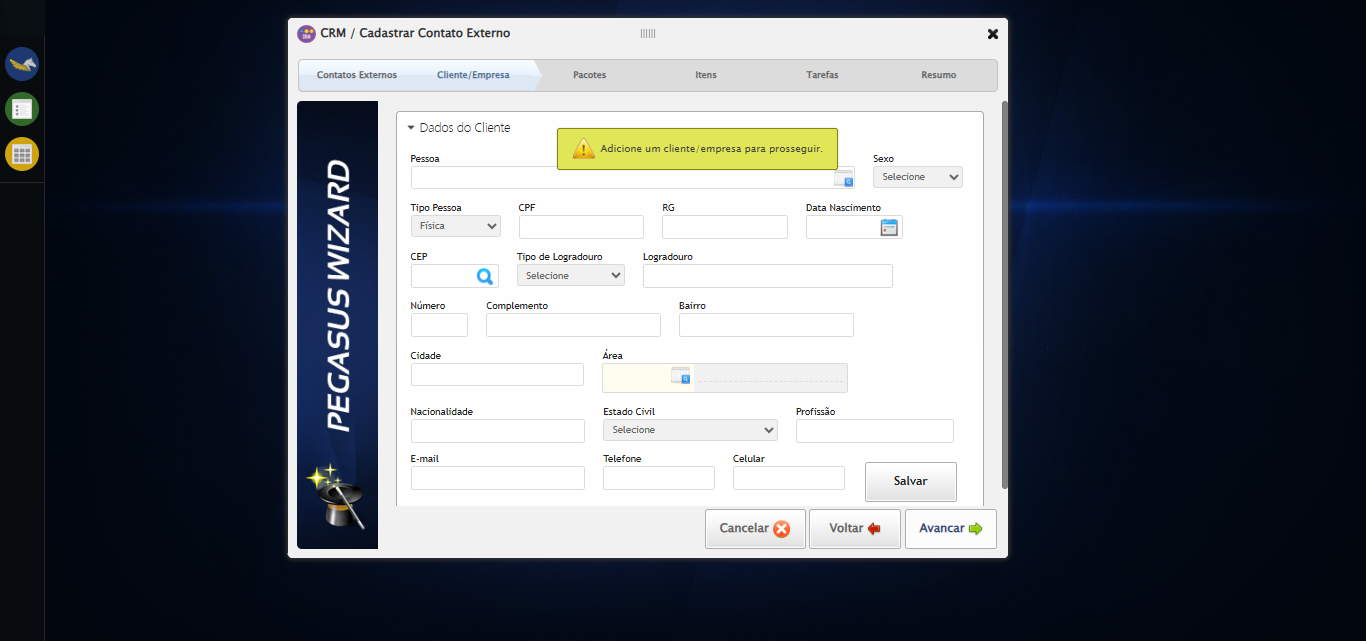 CRM / Cadastrar Contato Externo
Contatos Externos Cliente/Empresa Pacotes Itens Tarefas Resumo
PEGASUS WIZARD
Dados do Cliente
Adicione um cliente/empresa para prosseguir.
Pessoa Sexo
Selecione
Tipo Pessoa CPF RG Data Nascimento
Física
CEP Tipo de Logradouro Logradouro
Selecione
Número Complemento Bairro
Cidade Área
Nacionalidade Estado Civil Profissão
Selecione
E-mail Telefone Celular
Salvar
Cancelar Voltar Avancar